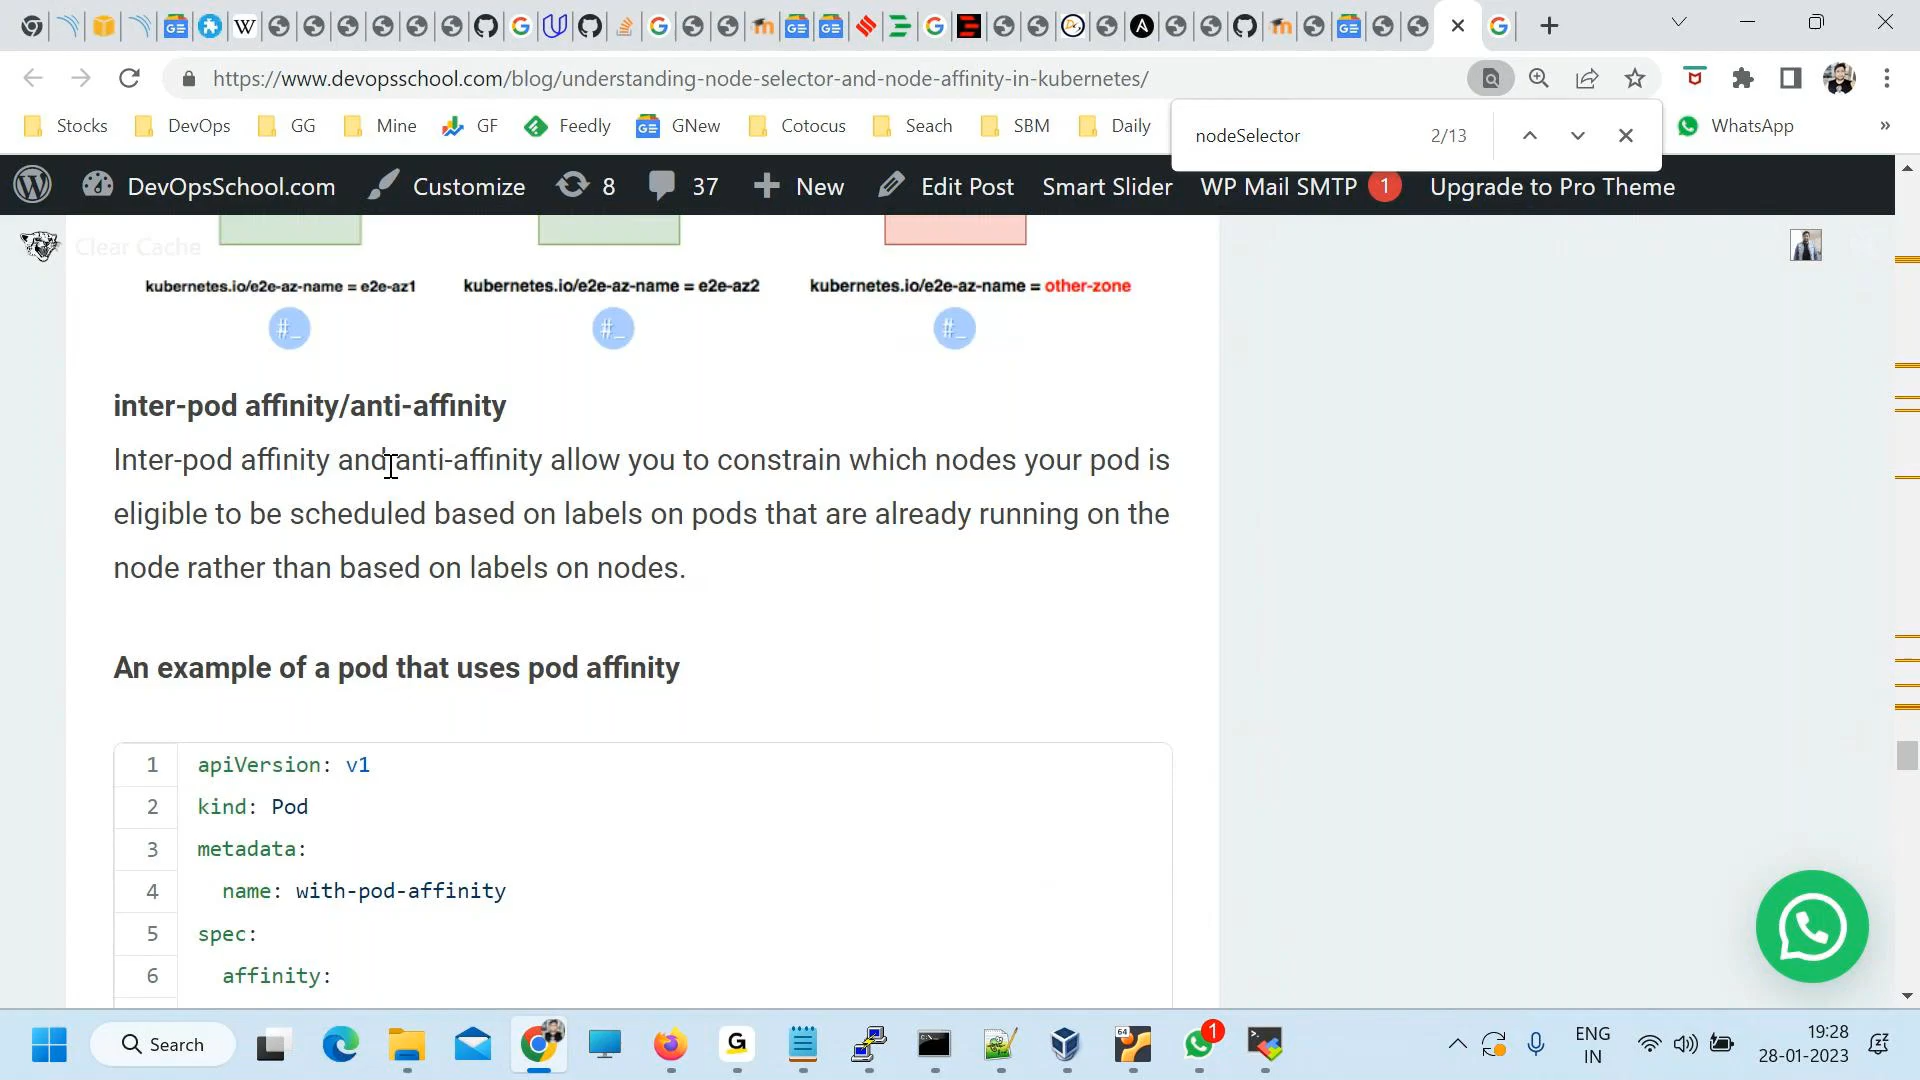 https://www.devopsschool.com/blog/understanding-node-selector-and-node-affinity-in-kubernetes/
Stocks DevOps GG Mine GF Feedly GNew Cotocus Seach SBM Daily WhatsApp »
nodeSelector 2/13
DevOpsSchool.com Customize 8 37 New Edit Post Smart Slider WP Mail SMTP 1 Upgrade to Pro Theme
Clear Cache
kubernetes.io/e2e-az-name = e2e-az1 kubernetes.io/e2e-az-name = e2e-az2 kubernetes.io/e2e-az-name = other-zone
#_ #_ #_
inter-pod affinity/anti-affinity
Inter-pod affinity and anti-affinity allow you to constrain which nodes your pod is
eligible to be scheduled based on labels on pods that are already running on the
node rather than based on labels on nodes.
An example of a pod that uses pod affinity
1 apiVersion: v1
2 kind: Pod
3 metadata:
4 name: with-pod-affinity
5 spec:
6 affinity:
Search 1 ENG 19:28
IN 28-01-2023